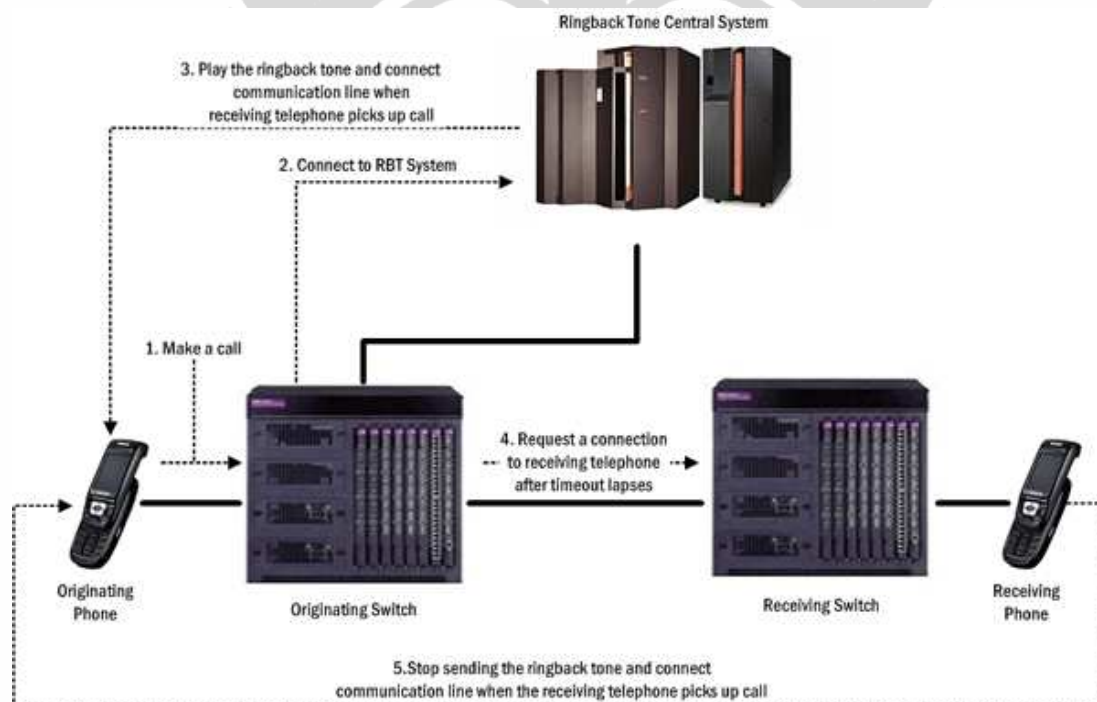 Ringback Tone Central System
3. Play the ringback tone and connect
communication line when
receiving telephone picks up call
2. Connect to RBT System
1. Make a call
4. Request a connection
to receiving telephone
after timeout lapses
Originating
Phone
Originating Switch
Receiving Switch
Receiving
Phone
5.Stop sending the ringback tone and connect
communication line when the receiving telephone picks up call